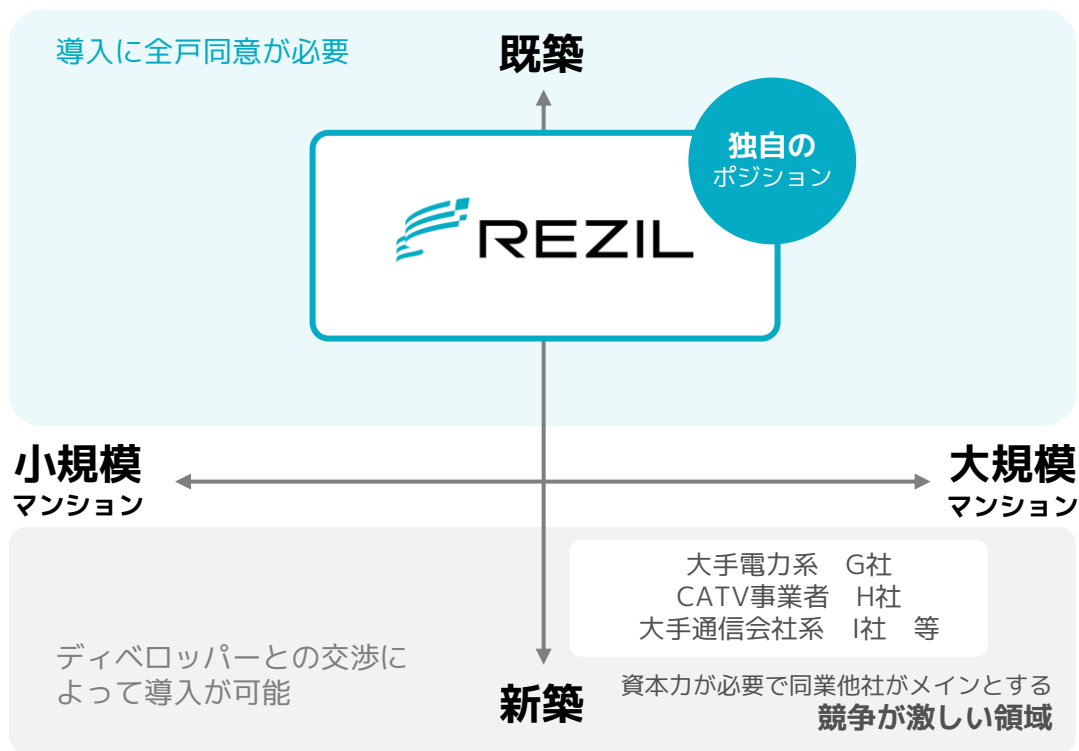 導入に全戸同意が必要
既築
独自の
ポジション
REZIL
小規模
マンション
大規模
マンション
大手電力系　G社
CATV事業者　H社
大手通信会社系　I社　等
ディベロッパーとの交渉に
よって導入が可能
新築
資本力が必要で同業他社がメインとする
競争が激しい領域